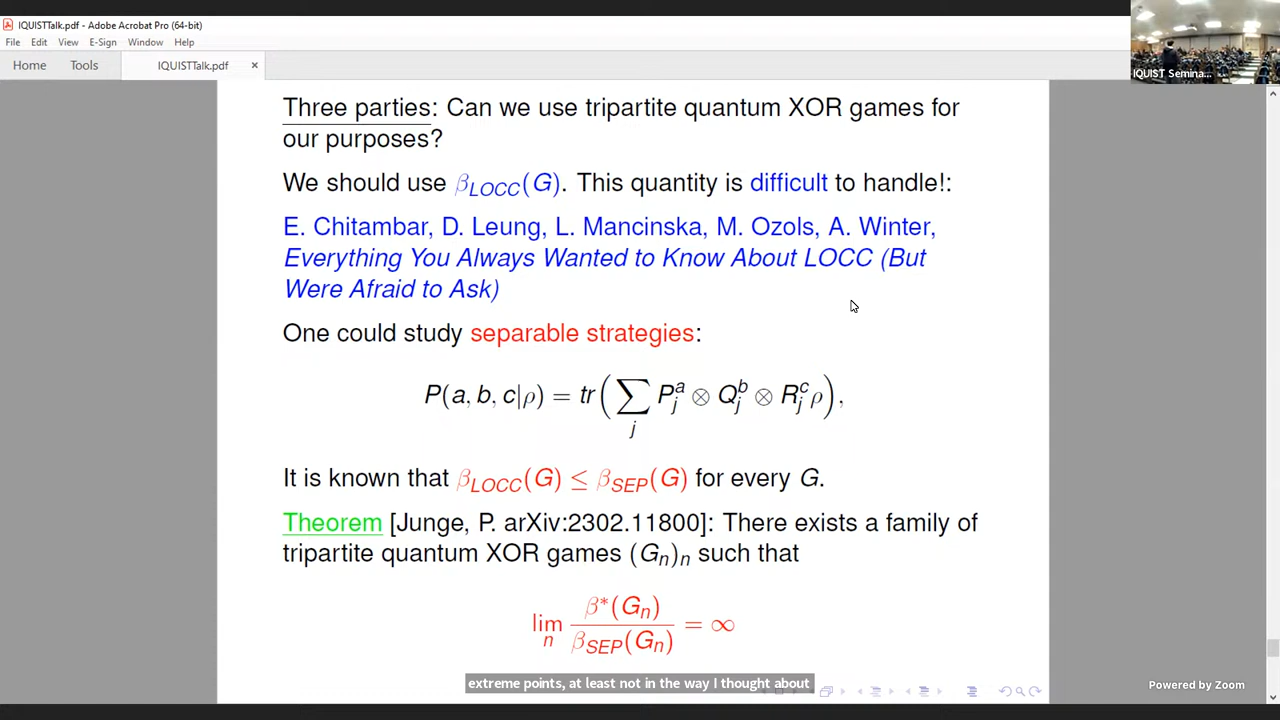 IQUISTTalk.pdf - Adobe Acrobat Pro (64-bit)
File Edit View E-Sign Window Help
Home Tools IQUISTTalk.pdf ×
IQUIST Semina...
Three parties: Can we use tripartite quantum XOR games for
our purposes?
We should use β_LOCC(G). This quantity is difficult to handle!:
E. Chitambar, D. Leung, L. Mancinska, M. Ozols, A. Winter,
Everything You Always Wanted to Know About LOCC (But
Were Afraid to Ask)
One could study separable strategies:
P(a, b, c|ρ) = tr(∑_j P_j^a ⊗ Q_j^b ⊗ R_j^c ρ),
It is known that β_LOCC(G) ≤ β_SEP(G) for every G.
Theorem [Junge, P. arXiv:2302.11800]: There exists a family of
tripartite quantum XOR games (G_n)_n such that
lim_n β*(G_n) / β_SEP(G_n) = ∞
extreme points, at least not in the way I thought about
Powered by Zoom